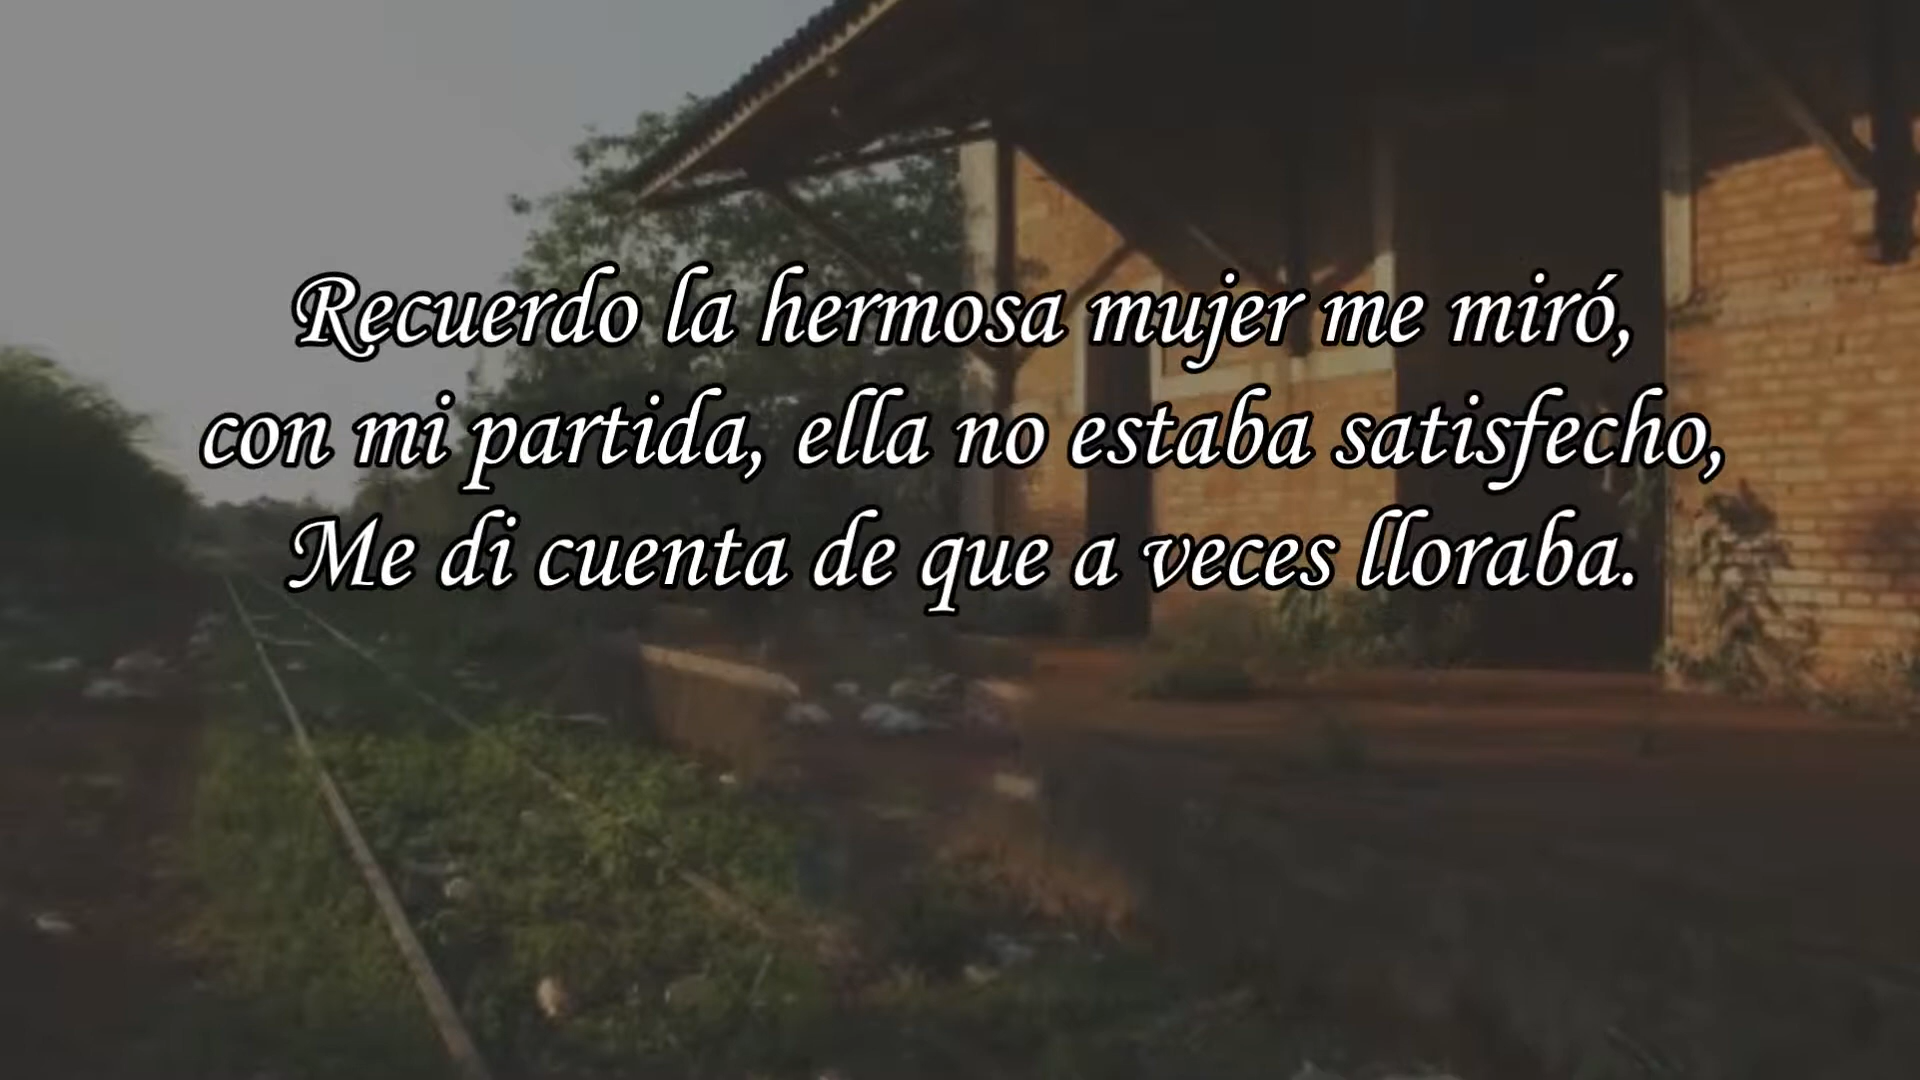 Recuerdo la hermosa mujer me miró,
con mi partida, ella no estaba satisfecho,
Me di cuenta de que a veces lloraba.